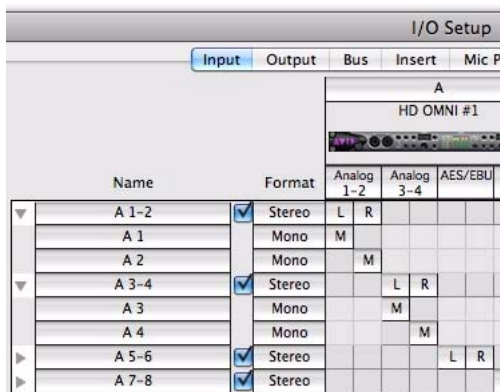 I/O Setup
Input Output Bus Insert Mic P
A
HD OMNI #1
AVID
Name Format Analog 1-2 Analog 3-4 AES/EBU
A 1-2 Stereo L R
A 1 Mono M
A 2 Mono M
A 3-4 Stereo L R
A 3 Mono M
A 4 Mono M
A 5-6 Stereo L R
A 7-8 Stereo